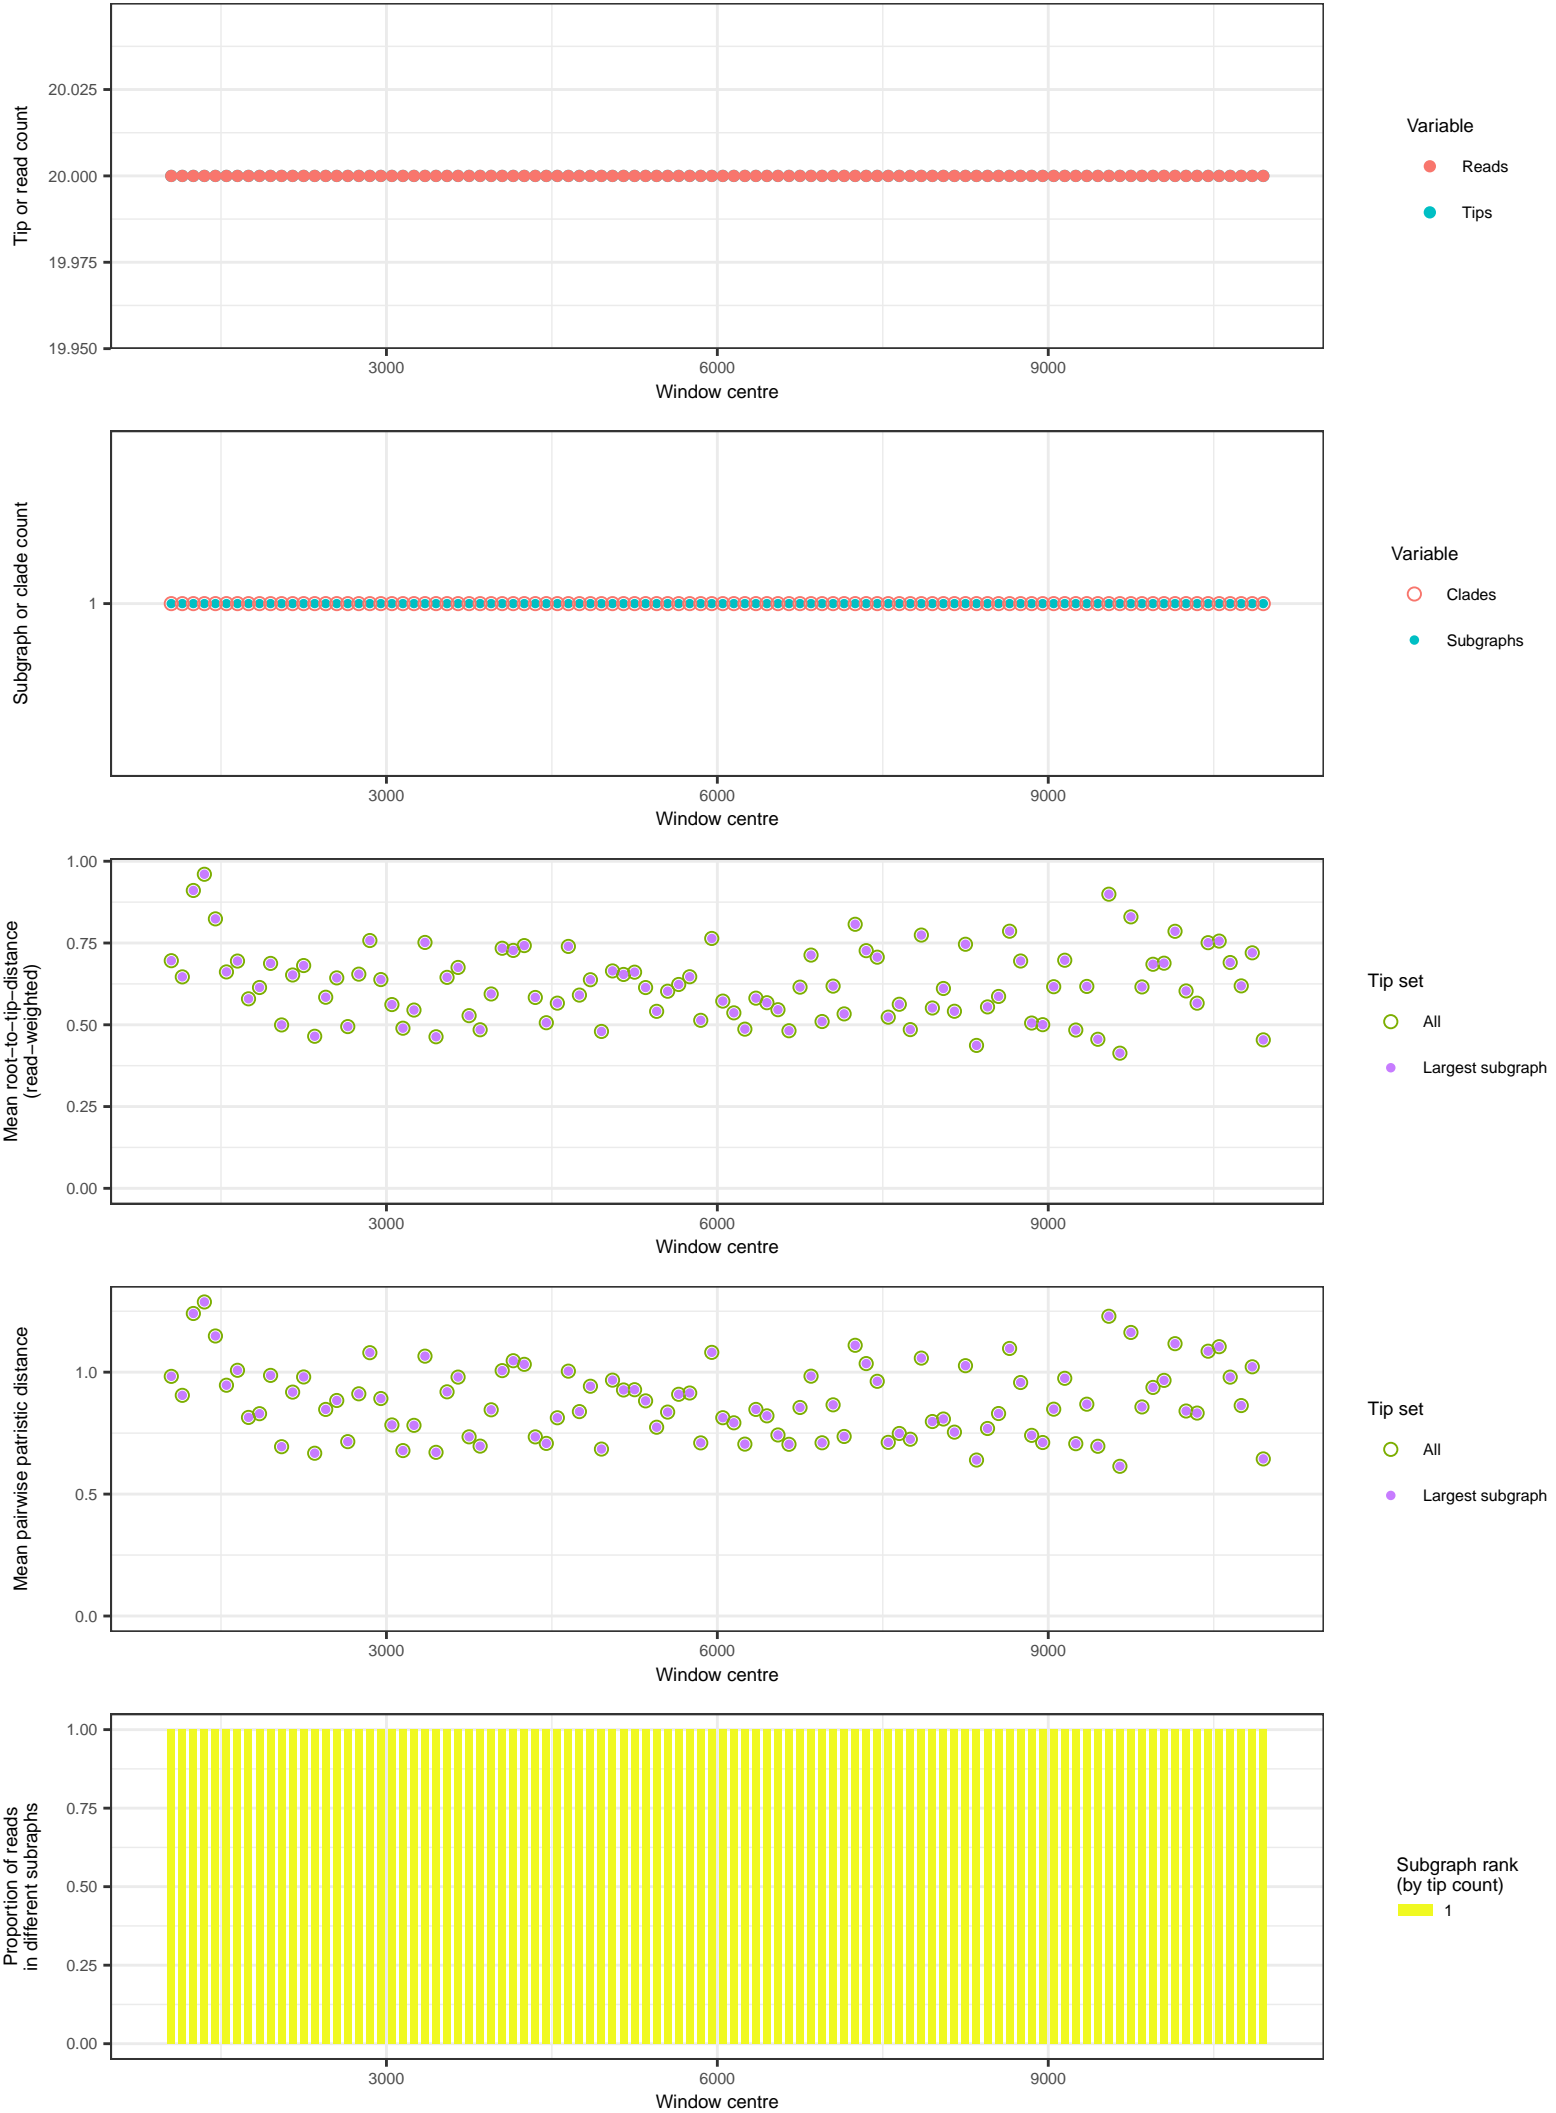 20.025
20.000
19.975
19.950
Tip or read count
3000 6000 9000
Window centre
Variable
Reads
Tips
1
Subgraph or clade count
3000 6000 9000
Window centre
Variable
Clades
Subgraphs
1.00
0.75
0.50
0.25
0.00
Mean root−to−tip−distance
(read−weighted)
3000 6000 9000
Window centre
Tip set
All
Largest subgraph
1.0
0.5
0.0
Mean pairwise patristic distance
3000 6000 9000
Window centre
Tip set
All
Largest subgraph
1.00
0.75
0.50
0.25
0.00
Proportion of reads
in different subraphs
3000 6000 9000
Window centre
Subgraph rank
(by tip count)
1